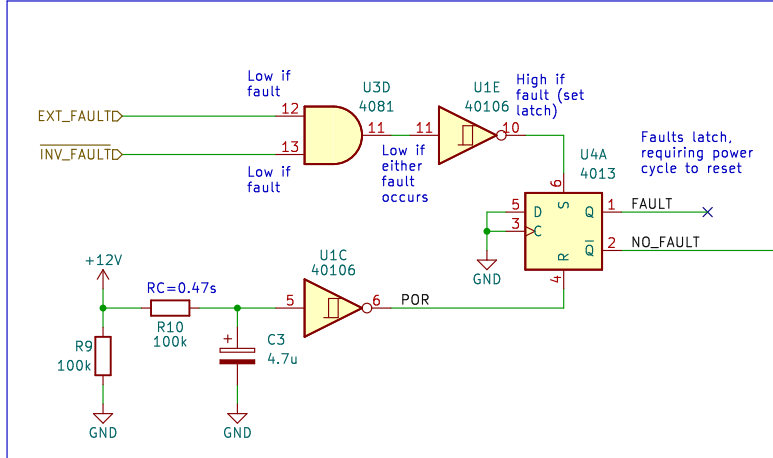 Low if
fault
U3D
4081
U1E
40106
High if
fault (set
latch)
EXT_FAULT
12
11
11
10
INV_FAULT
13
Low if
fault
Low if
either
fault
occurs
U4A
4013
Faults latch,
requiring power
cycle to reset
6
S
5
D
Q
1
FAULT
3
C
Q
2
NO_FAULT
R
4
GND
+12V
RC=0.47s
U1C
40106
R10
100k
5
6
POR
R9
100k
+
C3
4.7u
GND
GND